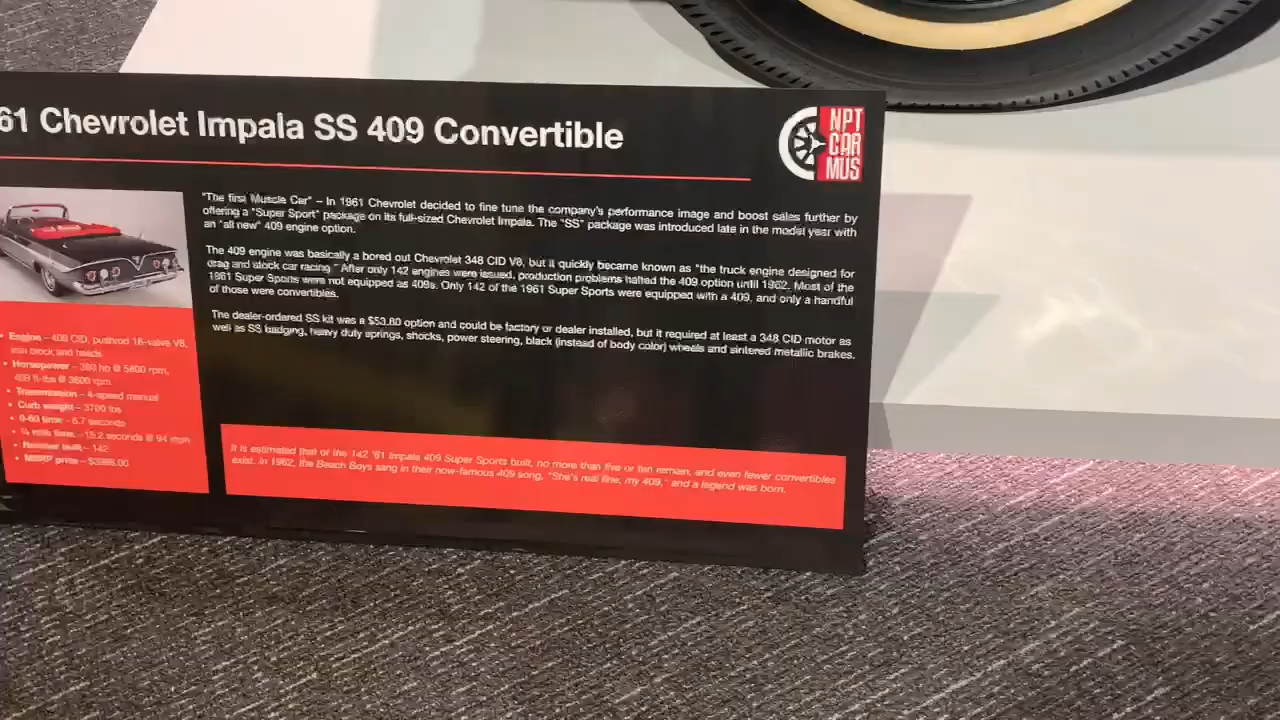 61 Chevrolet Impala SS 409 Convertible
NPT
CAR
MUS
"The first Muscle Car" – In 1961 Chevrolet decided to fine tune the company's performance image and boost sales further by
offering a "Super Sport" package on its full-sized Chevrolet Impala. The "SS" package was introduced late in the model year with
an "all new" 409 engine option.
The 409 engine was basically a bored out Chevrolet 348 CID V8, but it quickly became known as "the truck engine designed for
drag and stock car racing." After only 142 engines were issued, production problems halted the 409 option until 1962. Most of the
1961 Super Sports were not equipped as 409s. Only 142 of the 1961 Super Sports were equipped with a 409, and only a handful
of those were convertibles.
The dealer-ordered SS kit was a $53.80 option and could be factory or dealer installed, but it required at least a 348 CID motor as
well as SS badging, heavy duty springs, shocks, power steering, black (instead of body color) wheels and sintered metallic brakes.
• Engine – 409 CID, pushrod 16-valve V8,
iron block and heads
• Horsepower – 360 hp @ 5800 rpm,
409 ft-lbs @ 3600 rpm
• Transmission – 4-speed manual
• Curb weight – 3700 lbs
• 0-60 time – 6.7 seconds
• ¼ mile time – 15.2 seconds @ 94 mph
• Number built – 142
• MSRP price –
It is estimated that of the 142 '61 Impala 409 Super Sports built, no more than five or ten remain, and even fewer convertibles
exist. In 1962, the Beach Boys sang in their now-famous 409 song, "She's real fine, my 409," and a legend was born.